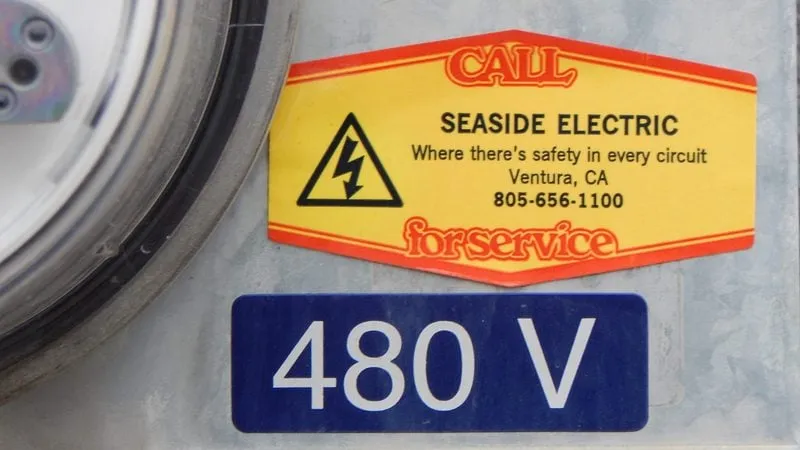 CALL
SEASIDE ELECTRIC
Where there's safety in every circuit
Ventura, CA
805-656-1100
for service
480 V